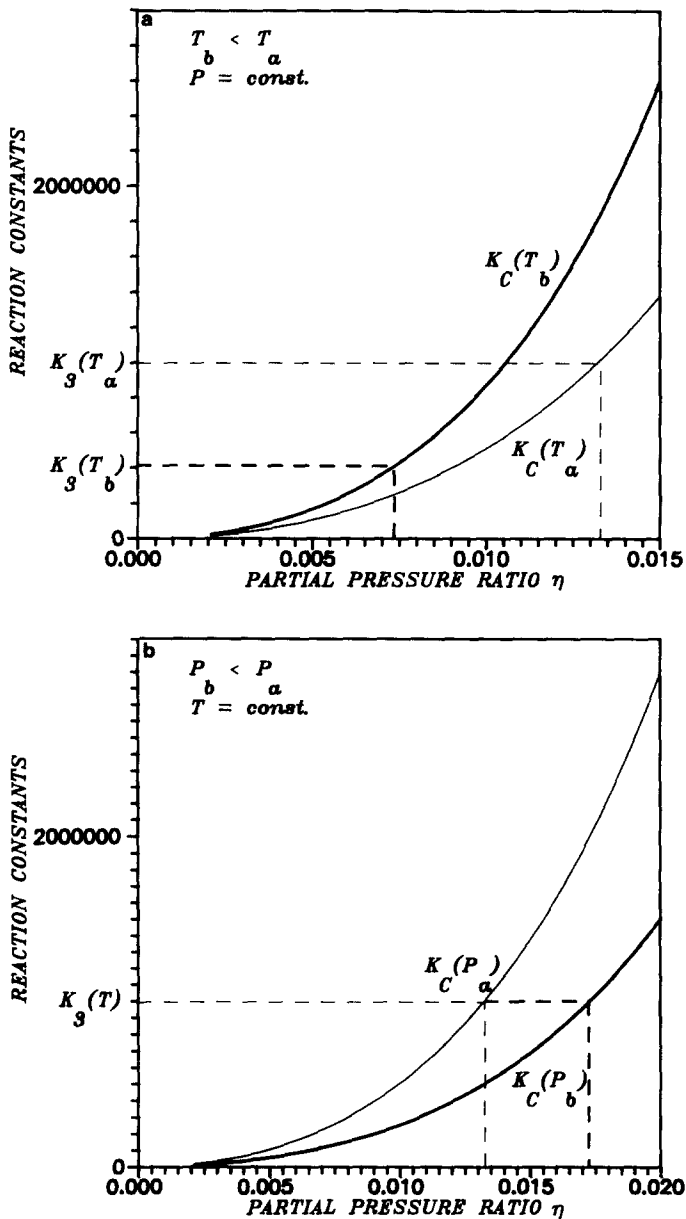 a
T_b < T_a
P = const.
REACTION CONSTANTS
2000000
K_C(T_b)
K_3(T_a)
K_C(T_a)
K_3(T_b)
0
0.000 0.005 0.010 0.015
PARTIAL PRESSURE RATIO η
b
P_b < P_a
T = const.
REACTION CONSTANTS
2000000
K_C(P_a)
K_3(T)
K_C(P_b)
0
0.000 0.005 0.010 0.015 0.020
PARTIAL PRESSURE RATIO η